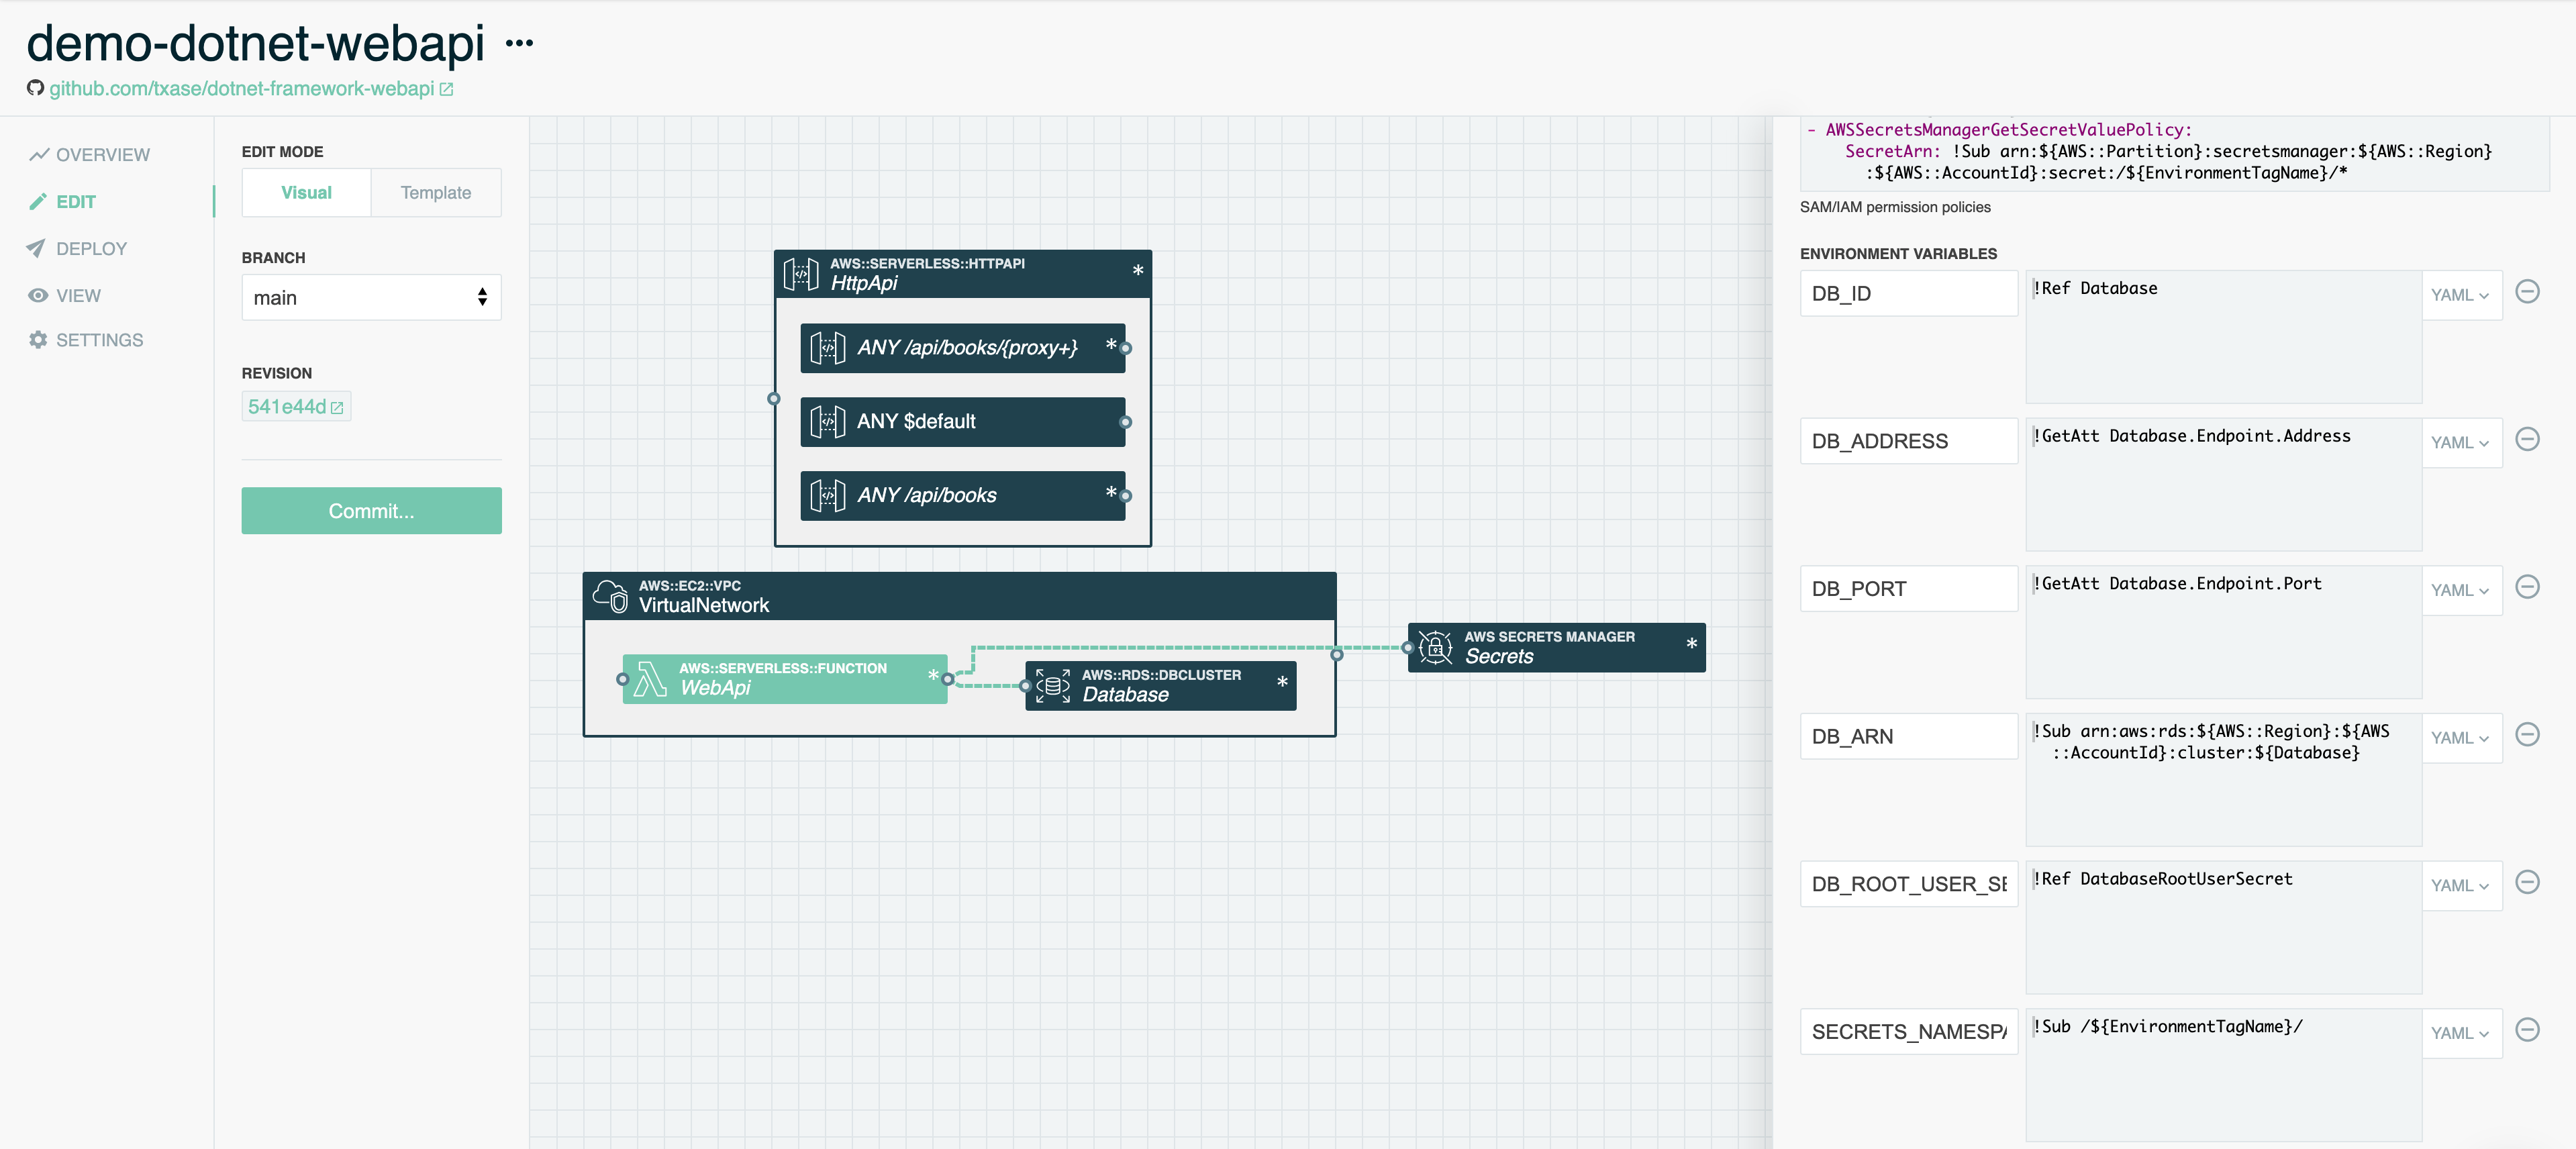 demo-dotnet-webapi •••
github.com/txase/dotnet-framework-webapi
OVERVIEW
EDIT
DEPLOY
VIEW
SETTINGS
EDIT MODE
Visual
Template
BRANCH
main
REVISION
541e44d
Commit...
AWS::SERVERLESS::HTTPAPI
HttpApi
*
ANY /api/books/{proxy+} *
ANY $default
ANY /api/books *
AWS::EC2::VPC
VirtualNetwork
AWS::SERVERLESS::FUNCTION
WebApi
*
AWS::RDS::DBCLUSTER
Database
*
AWS SECRETS MANAGER
Secrets
*
- AWSSecretsManagerGetSecretValuePolicy:
SecretArn: !Sub arn:${AWS::Partition}:secretsmanager:${AWS::Region}
:${AWS::AccountId}:secret:/${EnvironmentTagName}/*
SAM/IAM permission policies
ENVIRONMENT VARIABLES
DB_ID
!Ref Database
YAML
DB_ADDRESS
!GetAtt Database.Endpoint.Address
YAML
DB_PORT
!GetAtt Database.Endpoint.Port
YAML
DB_ARN
!Sub arn:aws:rds:${AWS::Region}:${AWS
::AccountId}:cluster:${Database}
YAML
DB_ROOT_USER_SE
!Ref DatabaseRootUserSecret
YAML
SECRETS_NAMESPA
!Sub /${EnvironmentTagName}/
YAML